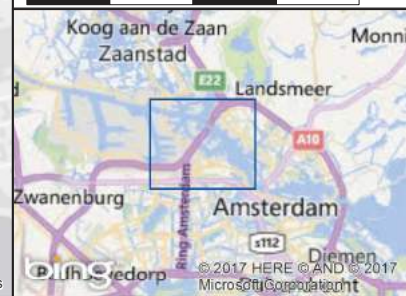 Koog aan de Zaan
Zaanstad
Monni
E22
Landsmeer
A10
Zwanenburg
Ring Amsterdam
Amsterdam
s112
Diemen
P
bing
© 2017 HERE © AND © 2017
Microsoft Corporation